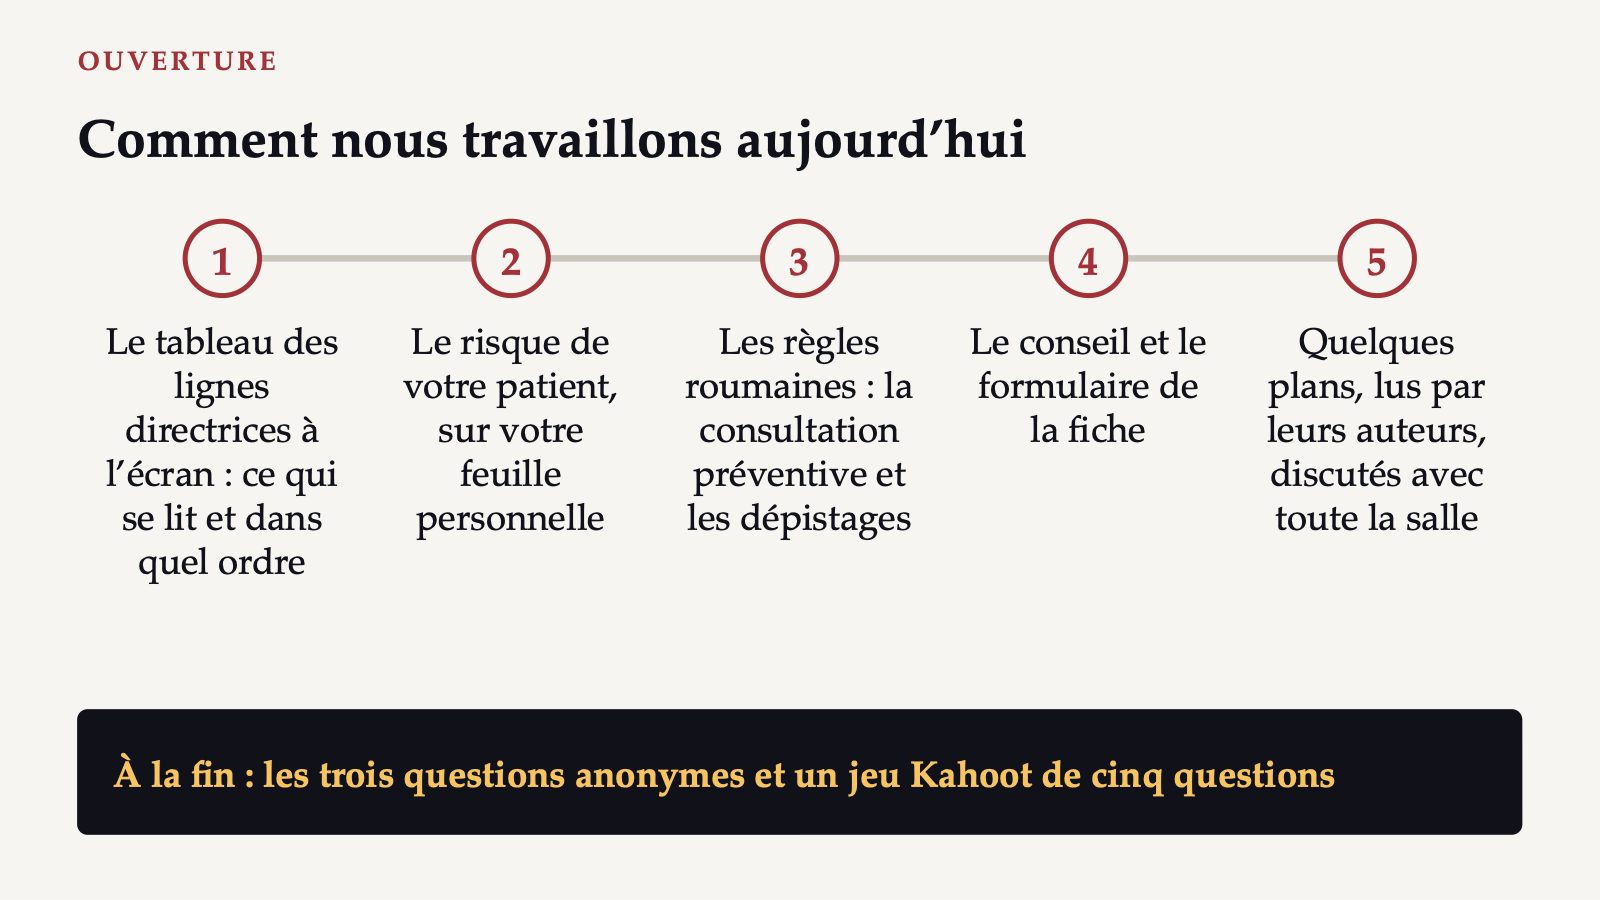 OUVERTURE
Comment nous travaillons aujourd’hui
1
Le tableau des
lignes
directrices à
l’écran : ce qui
se lit et dans
quel ordre
2
Le risque de
votre patient,
sur votre
feuille
personnelle
3
Les règles
roumaines : la
consultation
préventive et
les dépistages
4
Le conseil et le
formulaire de
la fiche
5
Quelques
plans, lus par
leurs auteurs,
discutés avec
toute la salle
À la fin : les trois questions anonymes et un jeu Kahoot de cinq questions